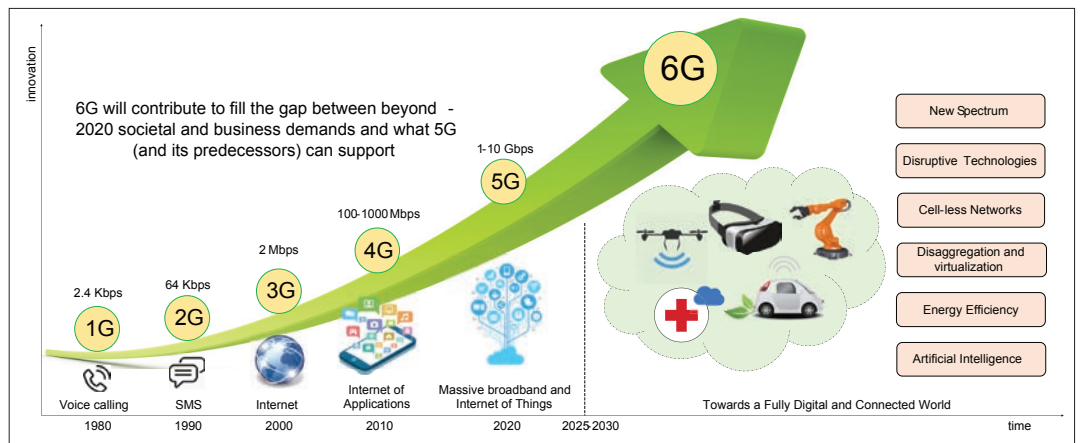 innovation
6G will contribute to fill the gap between beyond -
2020 societal and business demands and what 5G
(and its predecessors) can support
6G
1-10 Gbps
5G
100-1000 Mbps
4G
2 Mbps
3G
64 Kbps
2G
2.4 Kbps
1G
New Spectrum
Disruptive Technologies
Cell-less Networks
Disaggregation and
virtualization
Energy Efficiency
Artificial Intelligence
Voice calling
SMS
Internet
Internet of
Applications
Massive broadband and
Internet of Things
Towards a Fully Digital and Connected World
1980
1990
2000
2010
2020
2025-2030
time